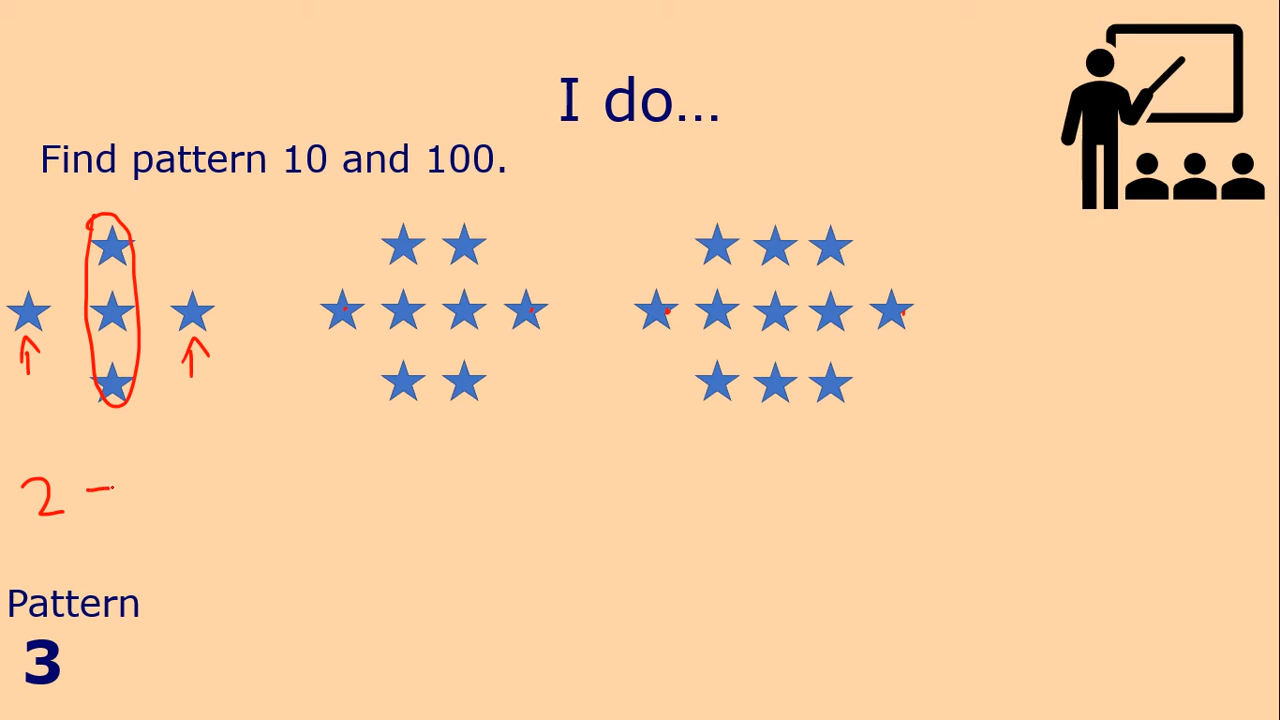 I do...
Find pattern 10 and 100.
2 -
Pattern
3